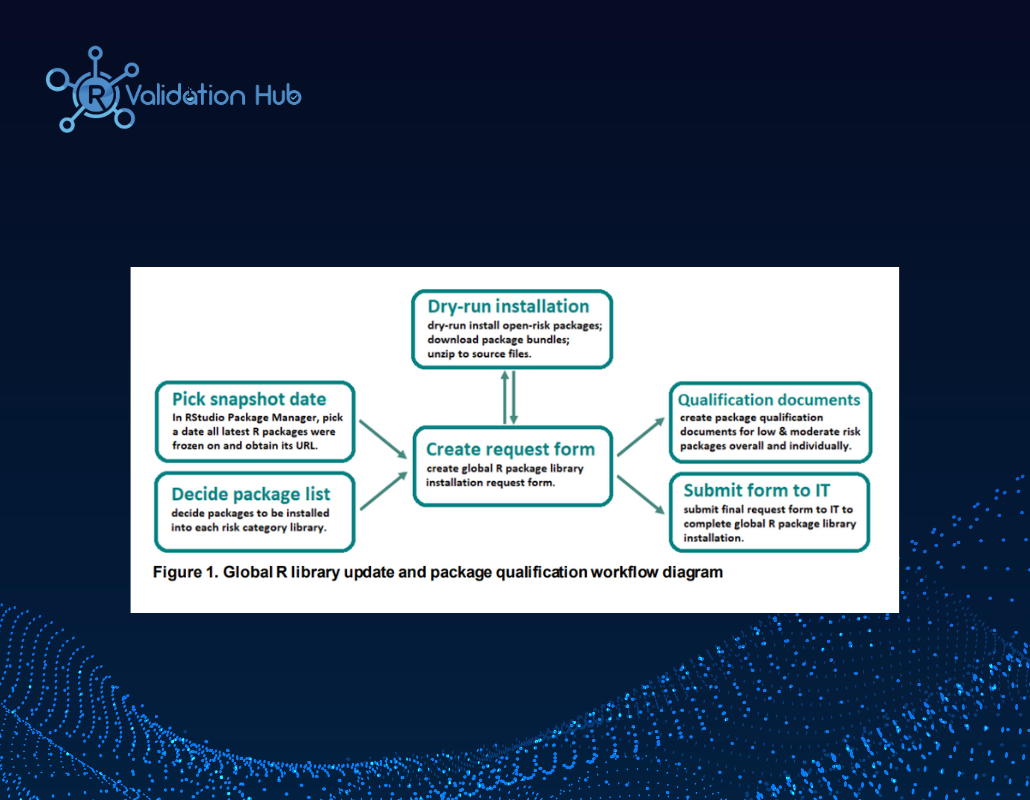 R Validation Hub
Dry-run installation
dry-run install open-risk packages;
download package bundles;
unzip to source files.
Pick snapshot date
In RStudio Package Manager, pick
a date all latest R packages were
frozen on and obtain its URL.
Decide package list
decide packages to be installed
into each risk category library.
Create request form
create global R package library
installation request form.
Qualification documents
create package qualification
documents for low & moderate risk
packages overall and individually.
Submit form to IT
submit final request form to IT to
complete global R package library
installation.
Figure 1. Global R library update and package qualification workflow diagram